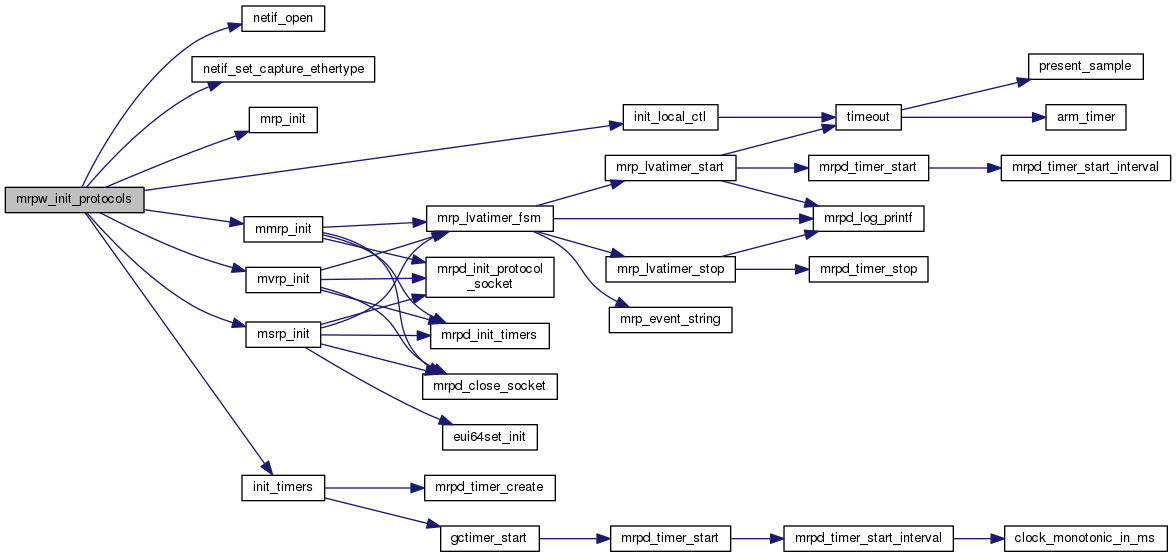 netif_open
netif_set_capture_ethertype
mrp_init
mrpw_init_protocols
mmrp_init
mvrp_init
msrp_init
init_timers
mrp_lvatimer_fsm
mrpd_init_protocol
_socket
mrpd_init_timers
mrpd_close_socket
eui64set_init
mrpd_timer_create
gctimer_start
init_local_ctl
mrp_lvatimer_start
mrp_lvatimer_stop
mrp_event_string
mrpd_timer_start
timeout
mrpd_timer_start
mrpd_log_printf
mrpd_timer_stop
mrpd_timer_start_interval
present_sample
arm_timer
mrpd_timer_start_interval
clock_monotonic_in_ms